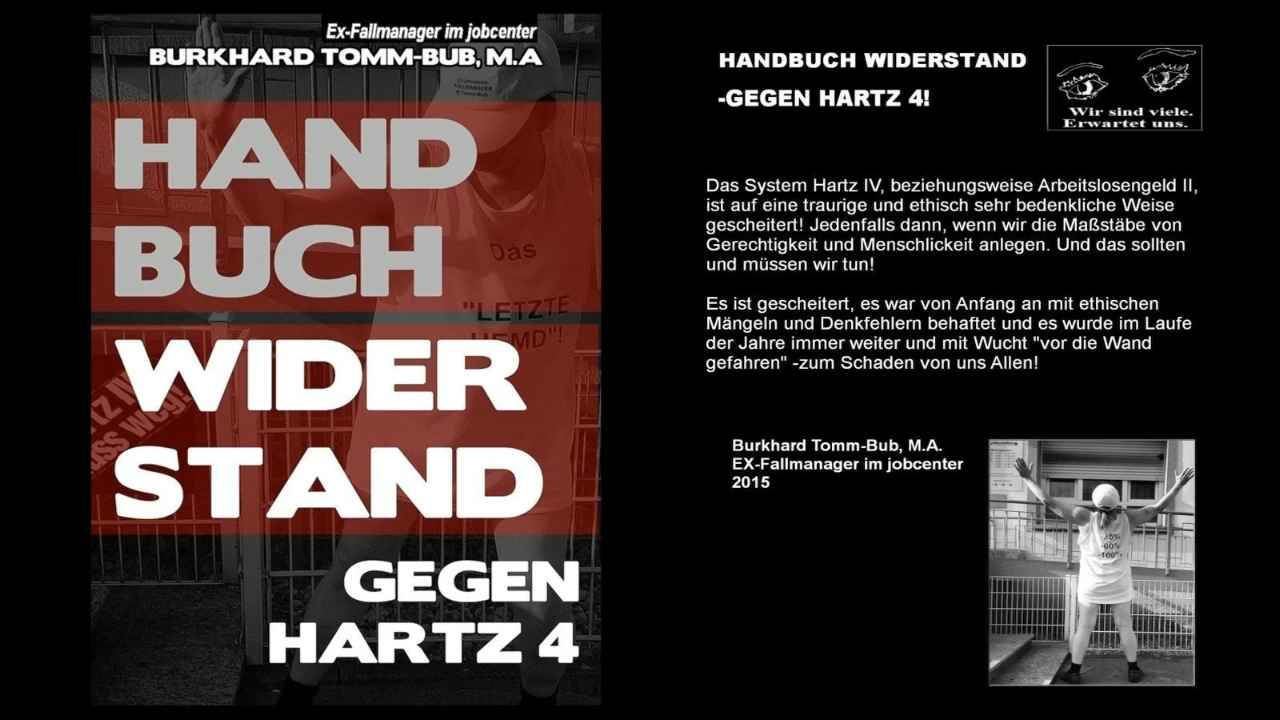 Ex-Fallmanager im jobcenter
BURKHARD TOMM-BUB, M.A
HAND
BUCH
WIDER
STAND
GEGEN
HARTZ 4
Das
"LETZTE
HEMD"!
HANDBUCH WIDERSTAND
-GEGEN HARTZ 4!
Wir sind viele.
Erwartet uns.
Das System Hartz IV, beziehungsweise Arbeitslosengeld II,
ist auf eine traurige und ethisch sehr bedenkliche Weise
gescheitert! Jedenfalls dann, wenn wir die Maßstäbe von
Gerechtigkeit und Menschlickeit anlegen. Und das sollten
und müssen wir tun!
Es ist gescheitert, es war von Anfang an mit ethischen
Mängeln und Denkfehlern behaftet und es wurde im Laufe
der Jahre immer weiter und mit Wucht "vor die Wand
gefahren" -zum Schaden von uns Allen!
Burkhard Tomm-Bub, M.A.
EX-Fallmanager im jobcenter
2015
-60%
-100%